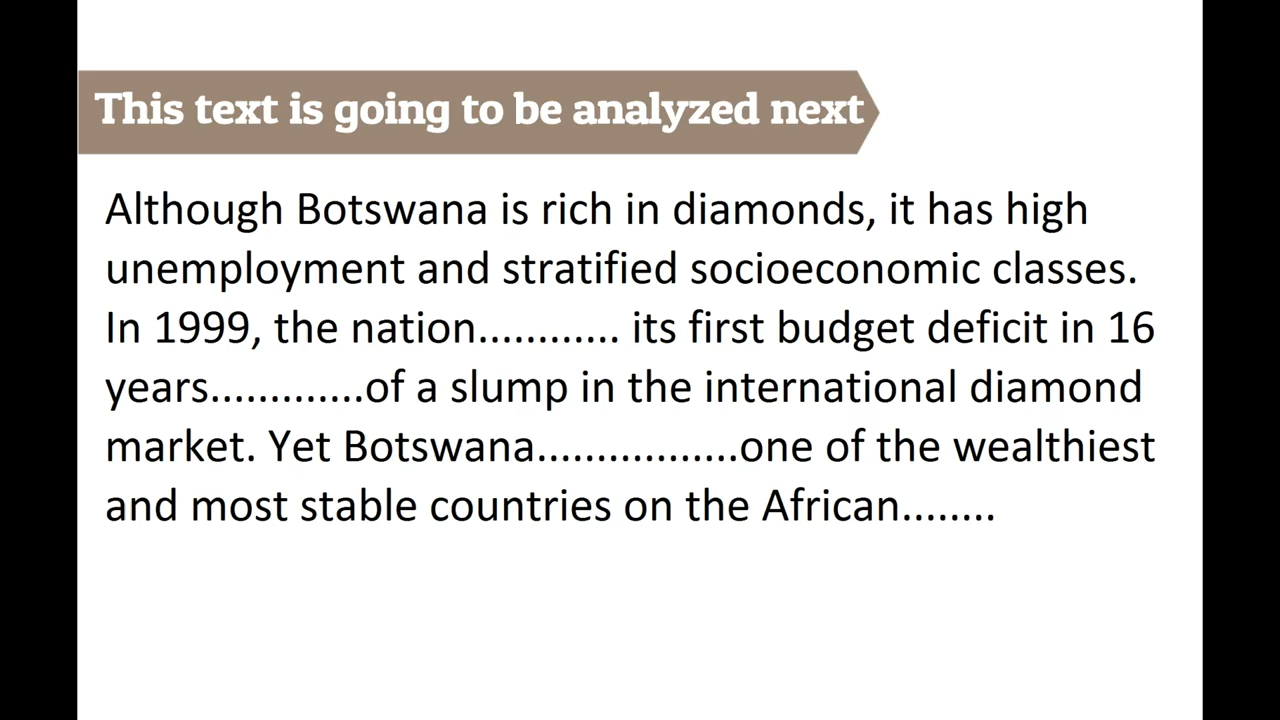 This text is going to be analyzed next
Although Botswana is rich in diamonds, it has high
unemployment and stratified socioeconomic classes.
In 1999, the nation............ its first budget deficit in 16
years.............of a slump in the international diamond
market. Yet Botswana.................one of the wealthiest
and most stable countries on the African........